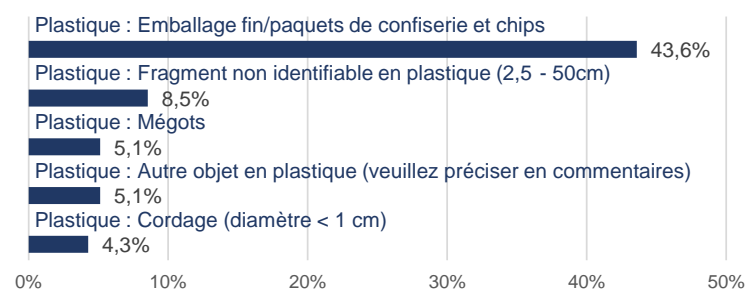 Plastique : Emballage fin/paquets de confiserie et chips
43,6%
Plastique : Fragment non identifiable en plastique (2,5 - 50cm)
8,5%
Plastique : Mégots
5,1%
Plastique : Autre objet en plastique (veuillez préciser en commentaires)
5,1%
Plastique : Cordage (diamètre < 1 cm)
4,3%
0% 10% 20% 30% 40% 50%